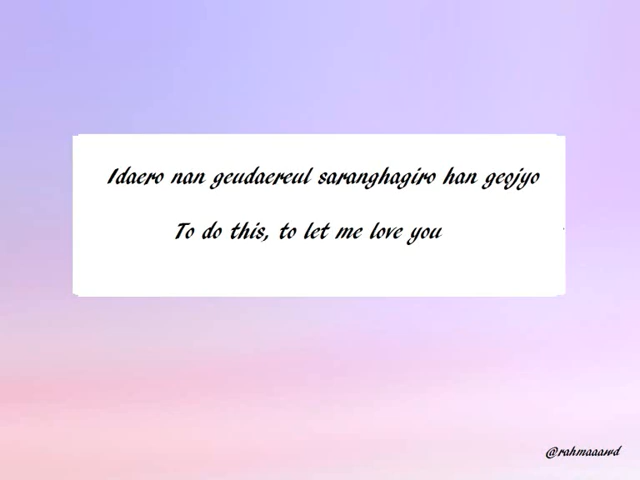 Idaero nan geudaereul saranghagiro han geojyo
To do this, to let me love you
@rahmaaawd